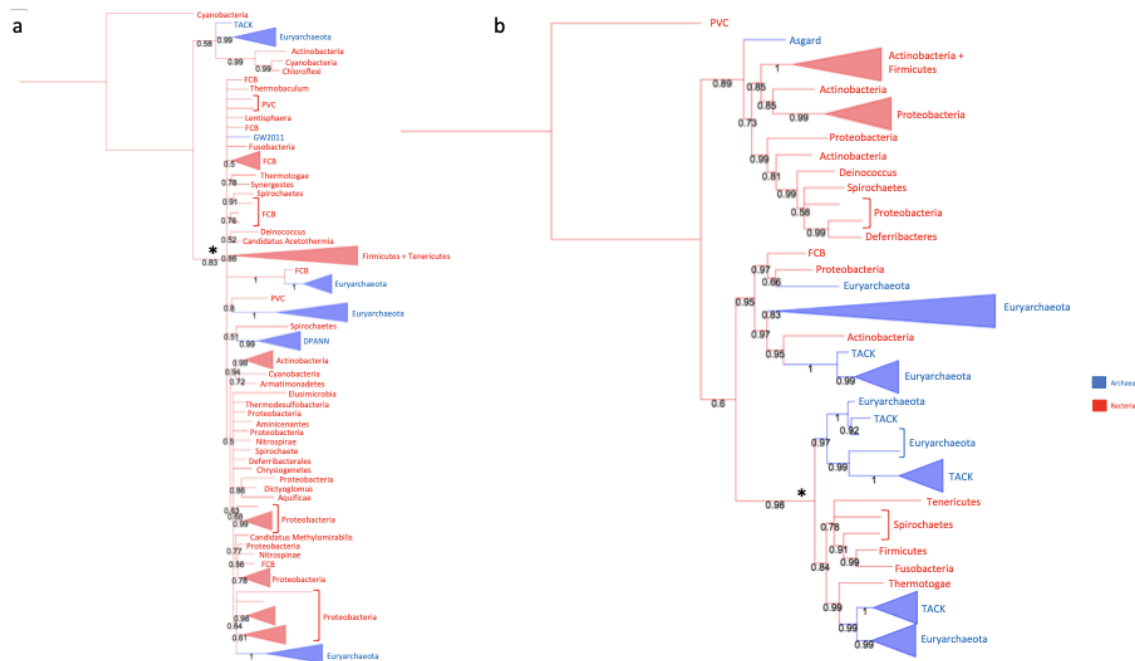 a
Cyanobacteria
TACK
0.58
0.99
Euryarchaeota
Actinobacteria
0.99
Cyanobacteria
0.99
Chloroflexi
FCB
Thermobaculum
PVC
Lentisphaera
FCB
GW2011
Fusobacteria
0.5
FCB
Thermotogae
0.78
Synergestes
Spirochaetes
0.91
FCB
0.76
Deinococcus
0.52
Candidatus Acetothermia
*
0.83
0.86
Firmicutes + Tenericutes
FCB
1
1
Euryarchaeota
PVC
0.8
1
Euryarchaeota
Spirochaetes
0.51
0.99
DPANN
0.99
Actinobacteria
0.94
Cyanobacteria
0.72
Armatimonadetes
Elusimicrobia
Thermodesulfobacteria
Proteobacteria
Aminicenantes
Proteobacteria
0.5
Nitrospirae
Spirochaete
Deferribacterales
Chrysiogenetes
Proteobacteria
0.86
Dictyoglomus
Aquificae
0.63
0.99
Proteobacteria
Candidatus Methylomirabilis
Proteobacteria
0.77
Nitrospinae
0.56
FCB
0.78
Proteobacteria
0.98
Proteobacteria
0.64
0.61
1
Euryarchaeota
b
PVC
Asgard
0.89
1
Actinobacteria +
Firmicutes
0.85
Actinobacteria
0.85
0.99
Proteobacteria
0.73
Proteobacteria
0.99
Actinobacteria
0.81
Deinococcus
0.99
Spirochaetes
0.58
Proteobacteria
0.99
Deferribacteres
FCB
0.97
Proteobacteria
0.66
Euryarchaeota
0.95
0.83
Euryarchaeota
0.97
Actinobacteria
0.95
TACK
1
0.99
Euryarchaeota
0.6
Euryarchaeota
1
TACK
0.92
0.97
Euryarchaeota
0.99
1
TACK
*
0.98
Tenericutes
0.78
Spirochaetes
0.91
Firmicutes
0.99
Fusobacteria
0.84
Thermotogae
0.99
1
TACK
0.99
0.99
Euryarchaeota
Archaea
Bacteria